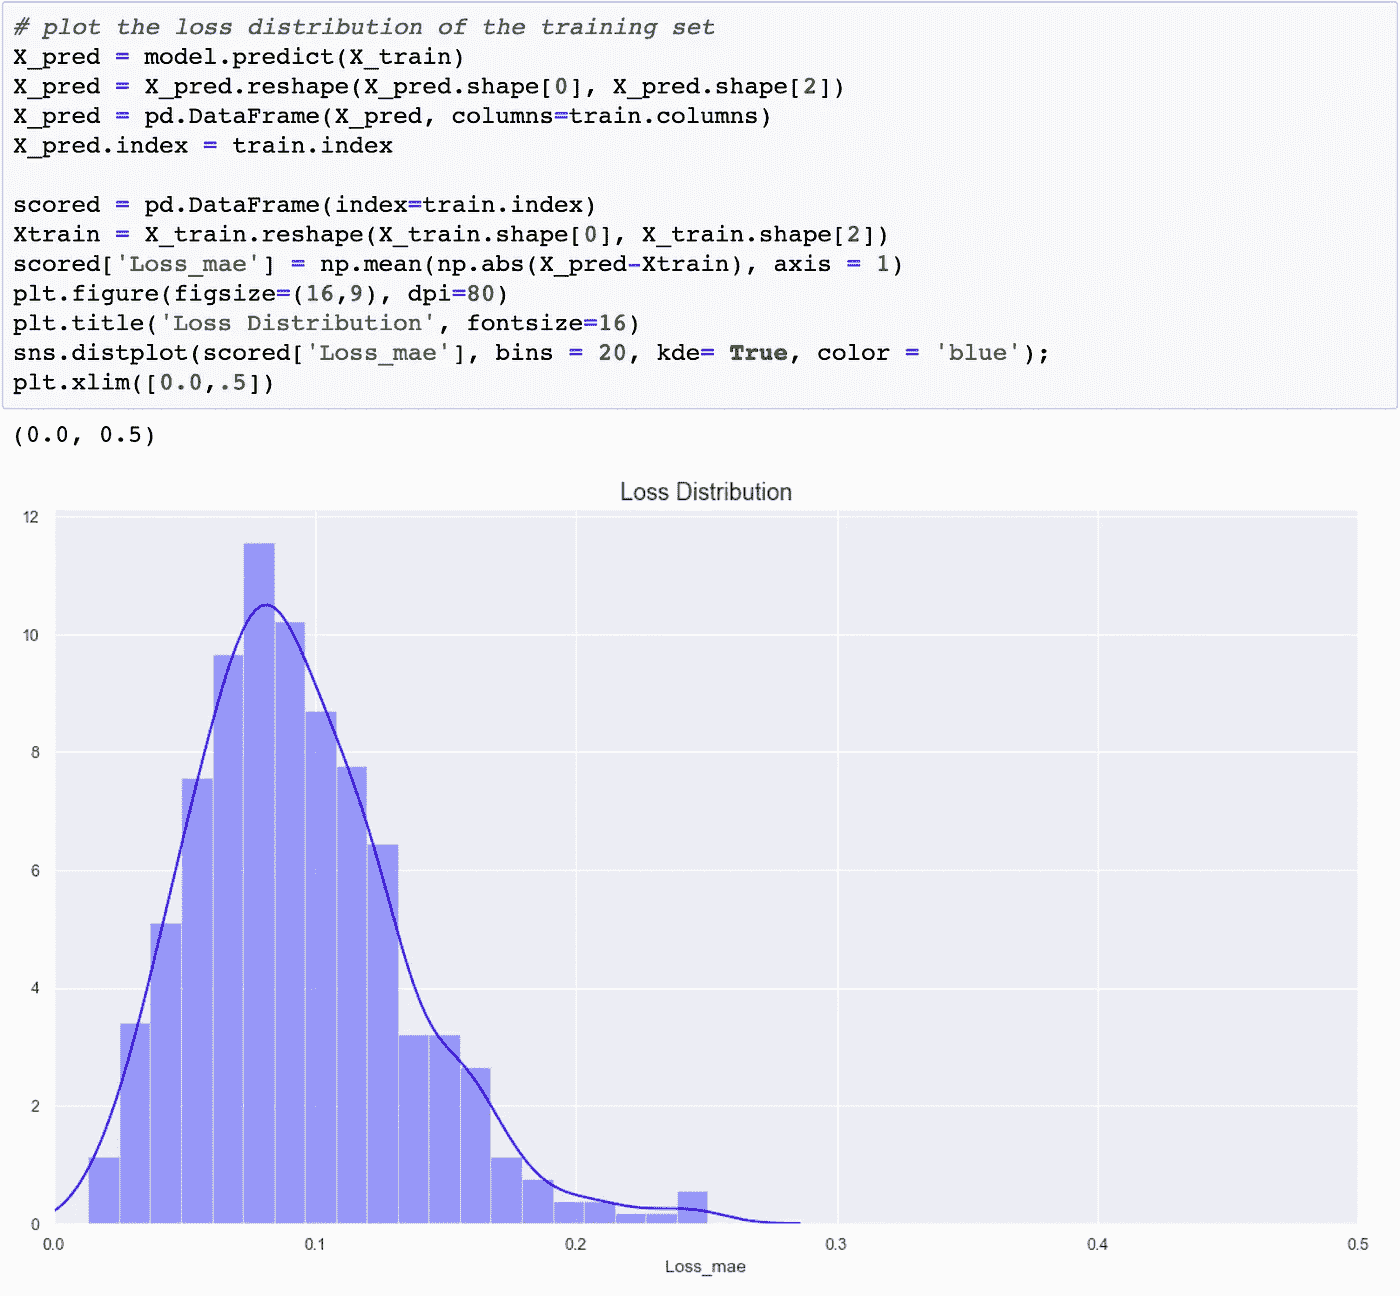 # plot the loss distribution of the training set
X_pred = model.predict(X_train)
X_pred = X_pred.reshape(X_pred.shape[0], X_pred.shape[2])
X_pred = pd.DataFrame(X_pred, columns=train.columns)
X_pred.index = train.index
scored = pd.DataFrame(index=train.index)
Xtrain = X_train.reshape(X_train.shape[0], X_train.shape[2])
scored['Loss_mae'] = np.mean(np.abs(X_pred-Xtrain), axis = 1)
plt.figure(figsize=(16,9), dpi=80)
plt.title('Loss Distribution', fontsize=16)
sns.distplot(scored['Loss_mae'], bins = 20, kde= True, color = 'blue');
plt.xlim([0.0,.5])
(0.0, 0.5)
Loss Distribution
12
10
8
6
4
2
0
0.0 0.1 0.2 0.3 0.4 0.5
Loss_mae